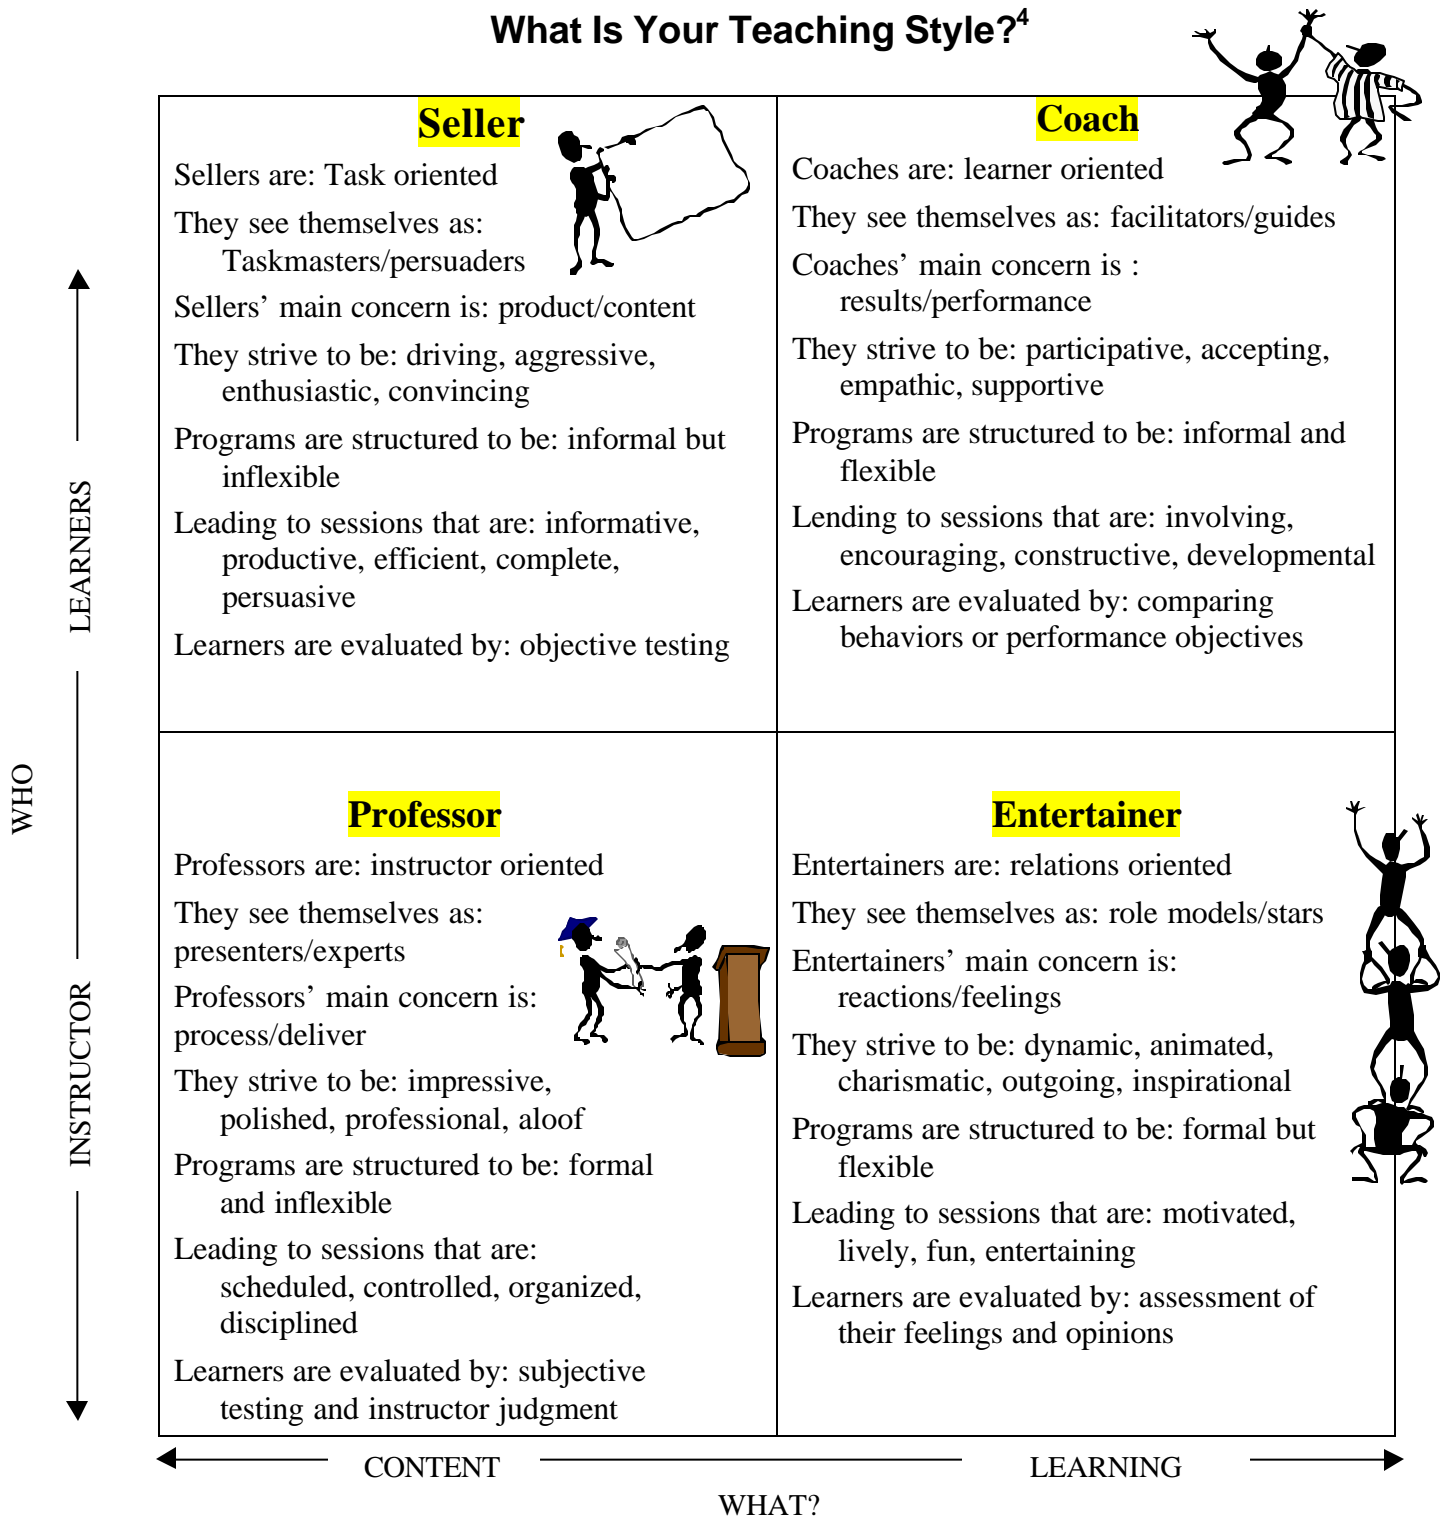 What Is Your Teaching Style?4
Seller
Sellers are: Task oriented
They see themselves as:
Taskmasters/persuaders
Sellers' main concern is: product/content
They strive to be: driving, aggressive,
enthusiastic, convincing
Programs are structured to be: informal but
inflexible
Leading to sessions that are: informative,
productive, efficient, complete,
persuasive
Learners are evaluated by: objective testing
Coach
Coaches are: learner oriented
They see themselves as: facilitators/guides
Coaches' main concern is :
results/performance
They strive to be: participative, accepting,
empathic, supportive
Programs are structured to be: informal and
flexible
Lending to sessions that are: involving,
encouraging, constructive, developmental
Learners are evaluated by: comparing
behaviors or performance objectives
Professor
Professors are: instructor oriented
They see themselves as:
presenters/experts
Professors' main concern is:
process/deliver
They strive to be: impressive,
polished, professional, aloof
Programs are structured to be: formal
and inflexible
Leading to sessions that are:
scheduled, controlled, organized,
disciplined
Learners are evaluated by: subjective
testing and instructor judgment
Entertainer
Entertainers are: relations oriented
They see themselves as: role models/stars
Entertainers' main concern is:
reactions/feelings
They strive to be: dynamic, animated,
charismatic, outgoing, inspirational
Programs are structured to be: formal but
flexible
Leading to sessions that are: motivated,
lively, fun, entertaining
Learners are evaluated by: assessment of
their feelings and opinions
WHO
LEARNERS
INSTRUCTOR
CONTENT
LEARNING
WHAT?